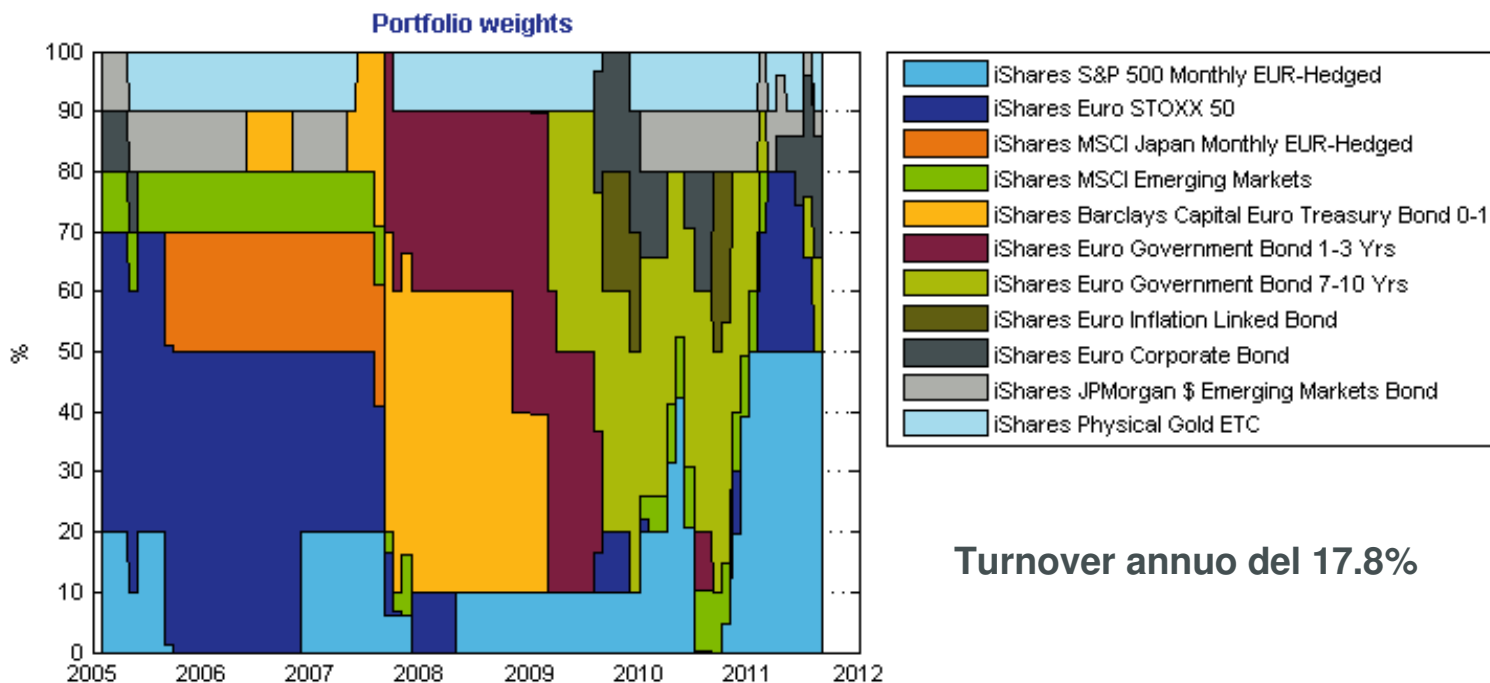 Portfolio weights
100
90
80
70
60
50
40
30
20
10
0
%
2005 2006 2007 2008 2009 2010 2011 2012
iShares S&P 500 Monthly EUR-Hedged
iShares Euro STOXX 50
iShares MSCI Japan Monthly EUR-Hedged
iShares MSCI Emerging Markets
iShares Barclays Capital Euro Treasury Bond 0-1
iShares Euro Government Bond 1-3 Yrs
iShares Euro Government Bond 7-10 Yrs
iShares Euro Inflation Linked Bond
iShares Euro Corporate Bond
iShares JPMorgan $ Emerging Markets Bond
iShares Physical Gold ETC
Turnover annuo del 17.8%